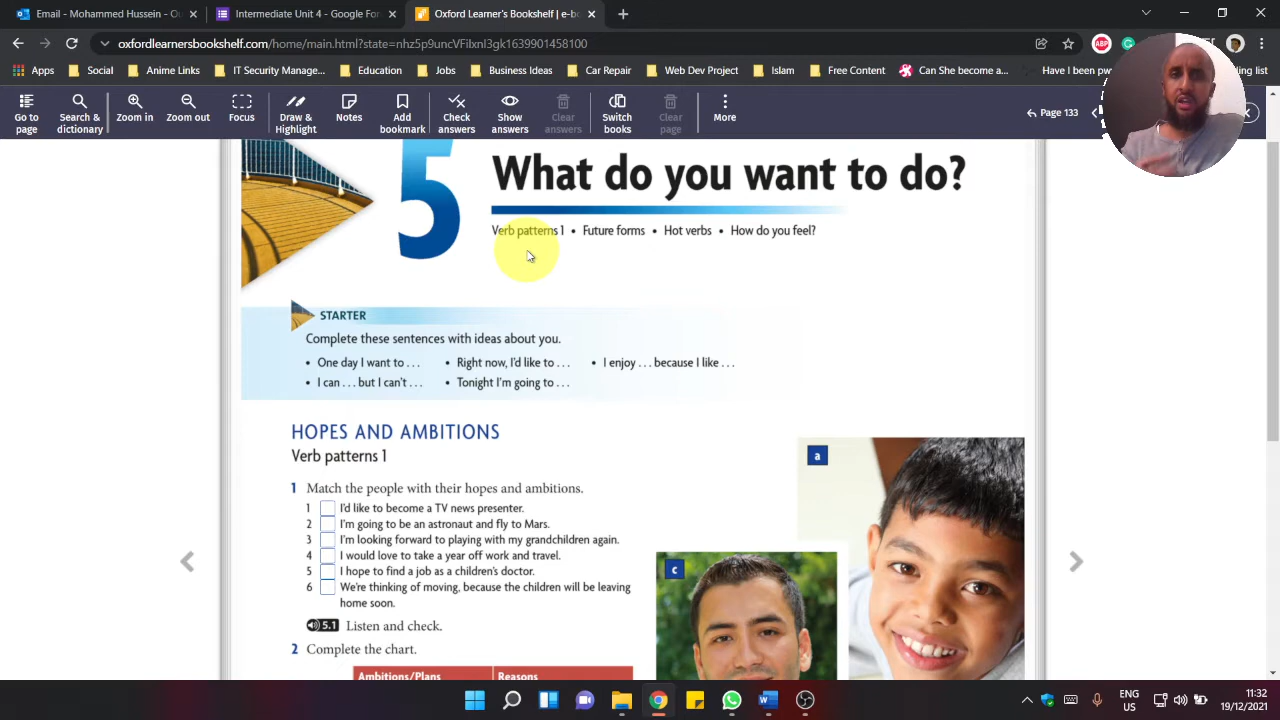 Email - Mohammed Hussein - Ou
Intermediate Unit 4 - Google For
Oxford Learner's Bookshelf | e-bo
oxfordlearnersbookshelf.com/home/main.html?state=nhz5p9uncVFilxnI3gk1639901458100
Apps Social Anime Links IT Security Manag... Education Jobs Business Ideas Car Repair Web Dev Project Islam Free Content Can She become a... Have I been pw ing list
Go to page
Search & dictionary
Zoom in
Zoom out
Focus
Draw & Highlight
Notes
Add bookmark
Check answers
Show answers
Clear answers
Switch books
Clear page
More
Page 133
5
What do you want to do?
Verb patterns 1 • Future forms • Hot verbs • How do you feel?
STARTER
Complete these sentences with ideas about you.
• One day I want to . . . • Right now, I'd like to . . . • I enjoy . . . because I like . . .
• I can . . . but I can't . . . • Tonight I'm going to . . .
HOPES AND AMBITIONS
Verb patterns 1
1 Match the people with their hopes and ambitions.
1 I'd like to become a TV news presenter.
2 I'm going to be an astronaut and fly to Mars.
3 I'm looking forward to playing with my grandchildren again.
4 I would love to take a year off work and travel.
5 I hope to find a job as a children's doctor.
6 We're thinking of moving, because the children will be leaving
home soon.
5.1 Listen and check.
2 Complete the chart.
Ambitions/Plans Reasons
a
c
ENG
US
11:32
19/12/2021